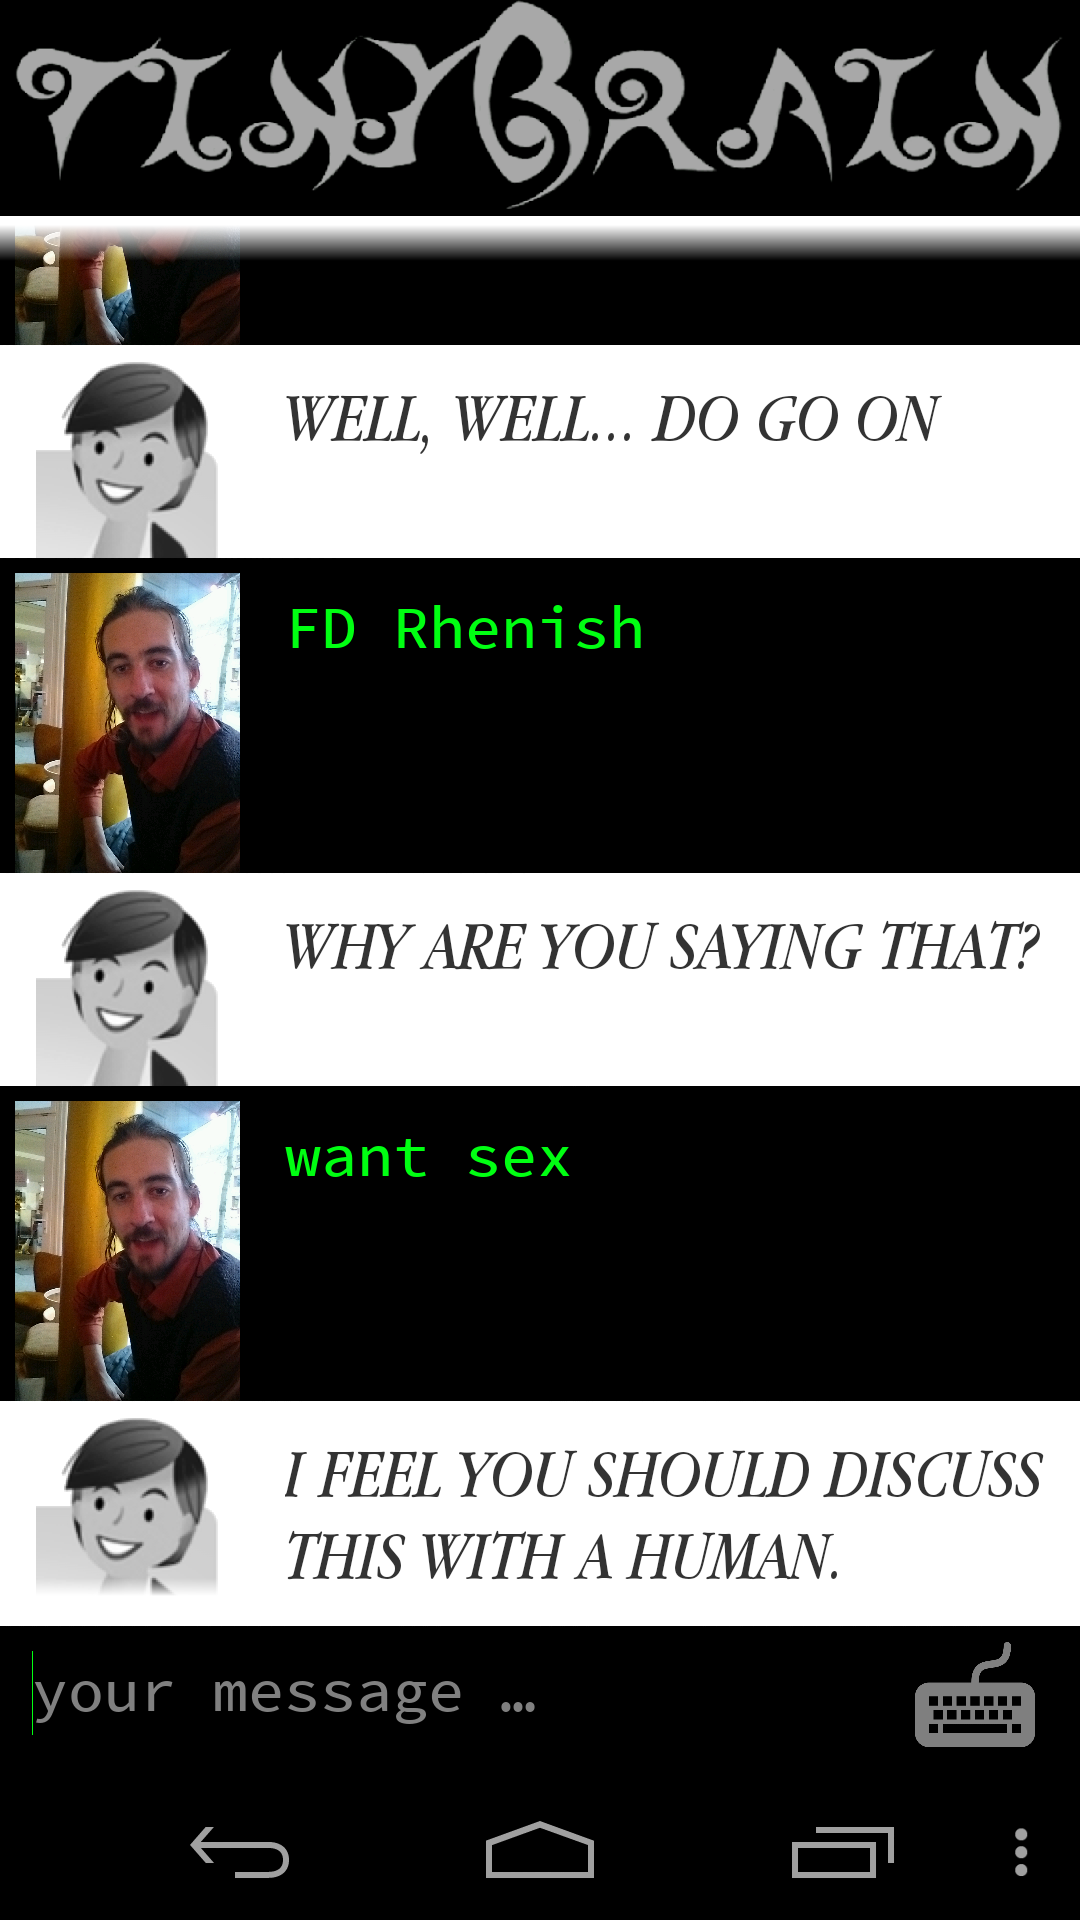 TINYBRAIN
WELL, WELL... DO GO ON
FD Rhenish
WHY ARE YOU SAYING THAT?
want sex
I FEEL YOU SHOULD DISCUSS
THIS WITH A HUMAN.
your message …